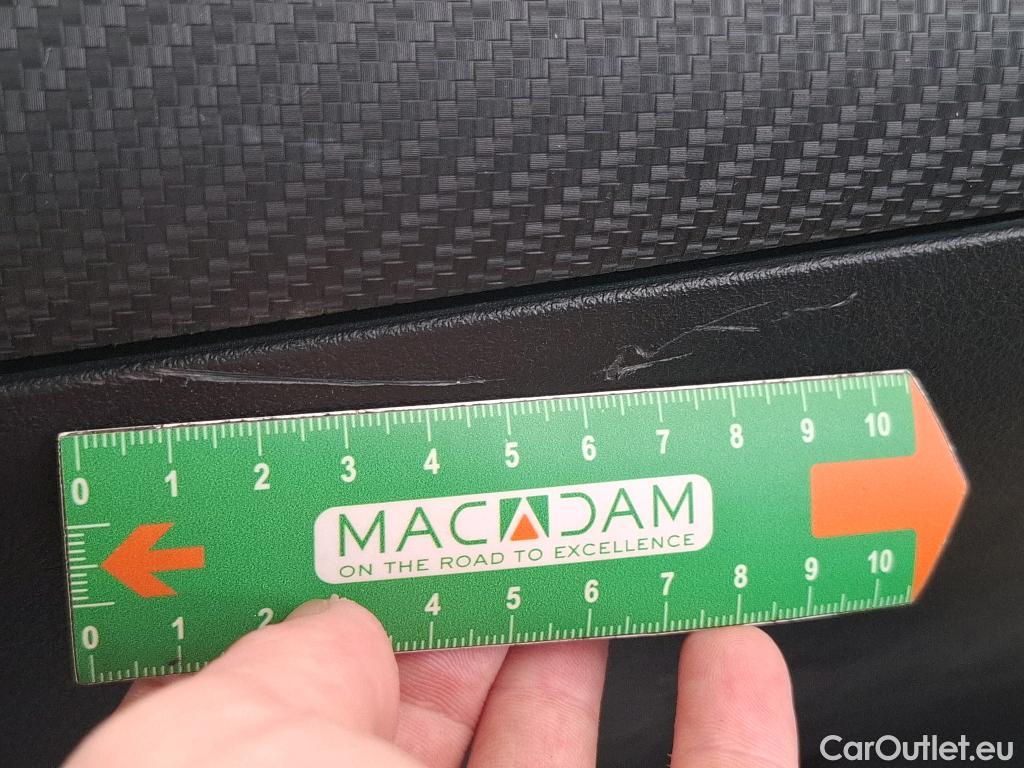 0 1 2 3 4 5 6 7 8 9 10
MACADAM
ON THE ROAD TO EXCELLENCE
0 1 2 4 5 6 7 8 9 10
CarOutlet.eu